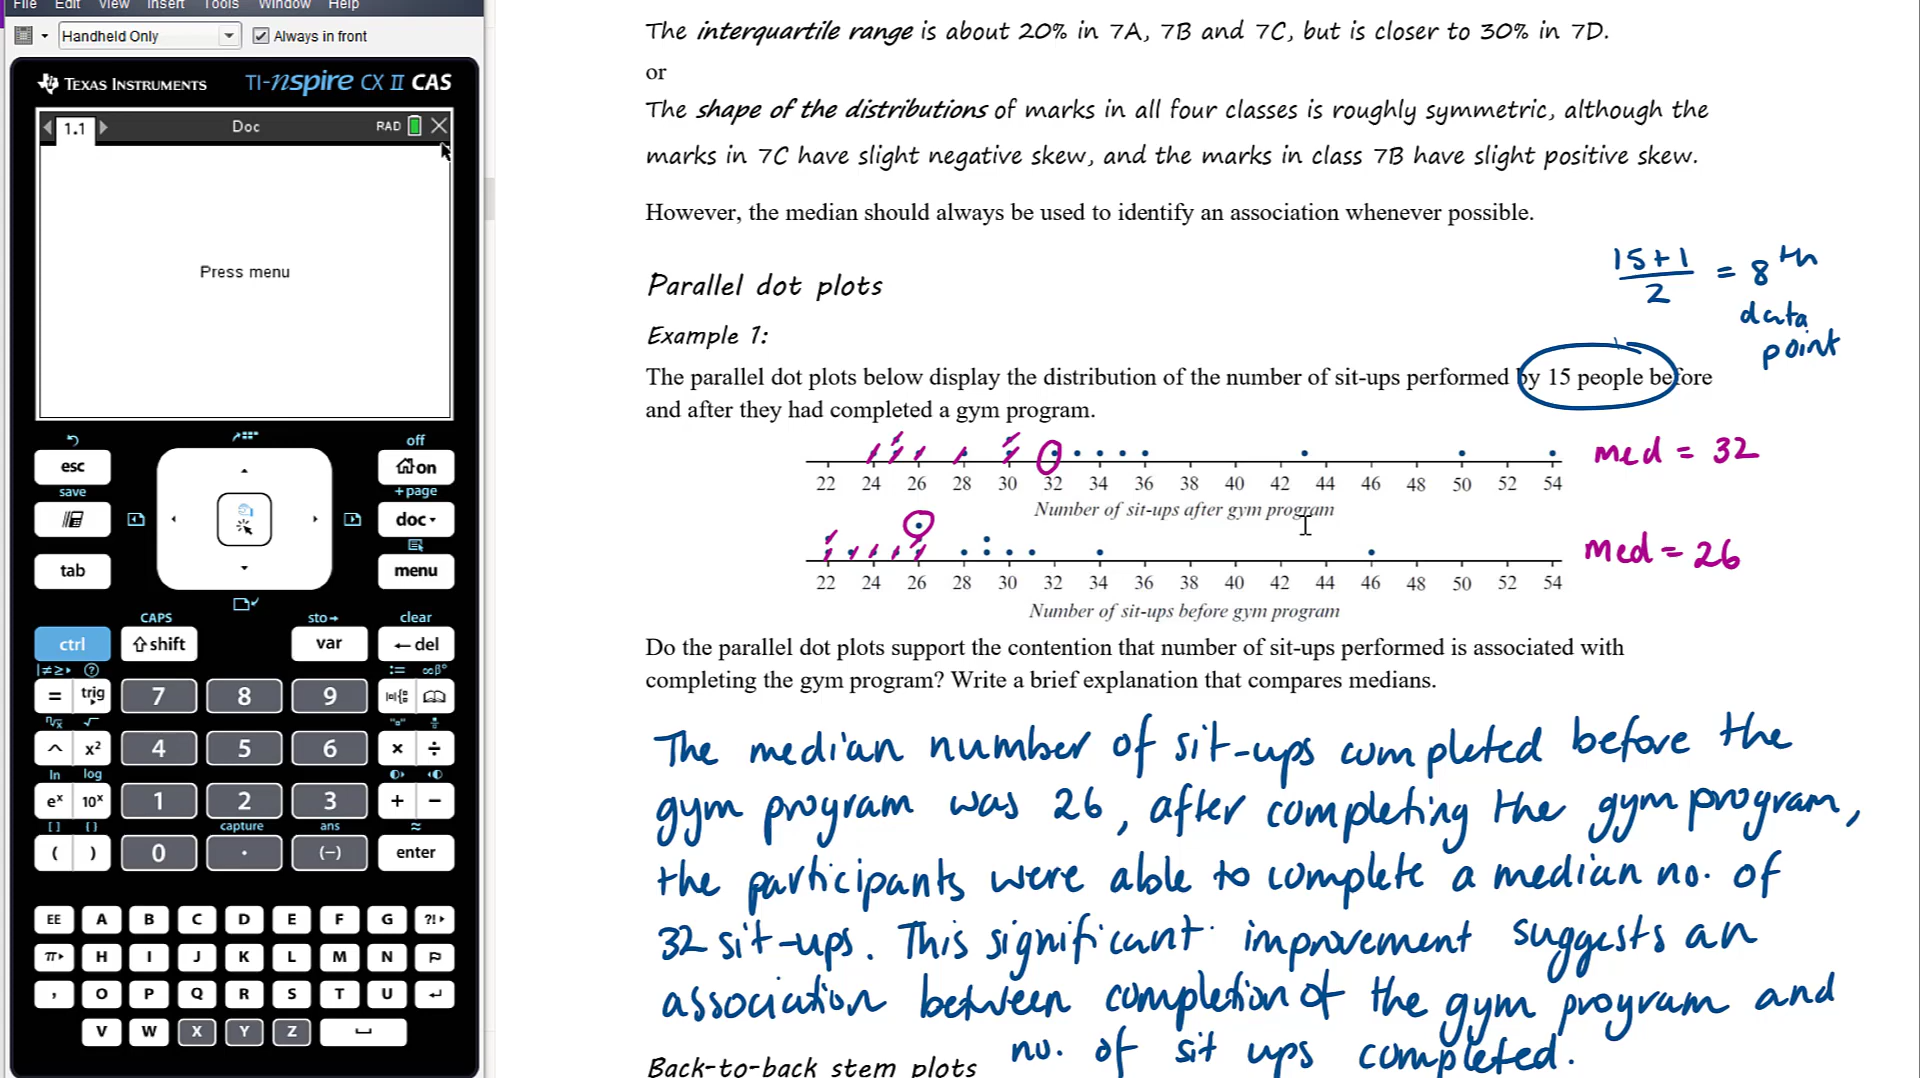 File Edit View Insert Tools Window Help
Handheld Only Always in front
TEXAS INSTRUMENTS TI-nspire CX II CAS
1.1 Doc RAD
Press menu
off
esc on
save +page
doc
tab menu
CAPS sto clear
ctrl shift var del
= trig 7 8 9
^ x² 4 5 6 × ÷
ln log
eˣ 10ˣ 1 2 3 + −
capture ans
( ) 0 . (−) enter
EE A B C D E F G ?!
π H I J K L M N
, O P Q R S T U
V W X Y Z
The interquartile range is about 20% in 7A, 7B and 7C, but is closer to 30% in 7D.
or
The shape of the distributions of marks in all four classes is roughly symmetric, although the
marks in 7C have slight negative skew, and the marks in class 7B have slight positive skew.
However, the median should always be used to identify an association whenever possible.
Parallel dot plots
15+1
2
= 8th
data
point
Example 1:
The parallel dot plots below display the distribution of the number of sit-ups performed by 15 people before
and after they had completed a gym program.
med = 32
22 24 26 28 30 32 34 36 38 40 42 44 46 48 50 52 54
Number of sit-ups after gym program
med = 26
22 24 26 28 30 32 34 36 38 40 42 44 46 48 50 52 54
Number of sit-ups before gym program
Do the parallel dot plots support the contention that number of sit-ups performed is associated with
completing the gym program? Write a brief explanation that compares medians.
The median number of sit-ups completed before the
gym program was 26, after completing the gym program,
the participants were able to complete a median no. of
32 sit-ups. This significant improvement suggests an
association between completion of the gym program and
no. of sit ups completed.
Back-to-back stem plots